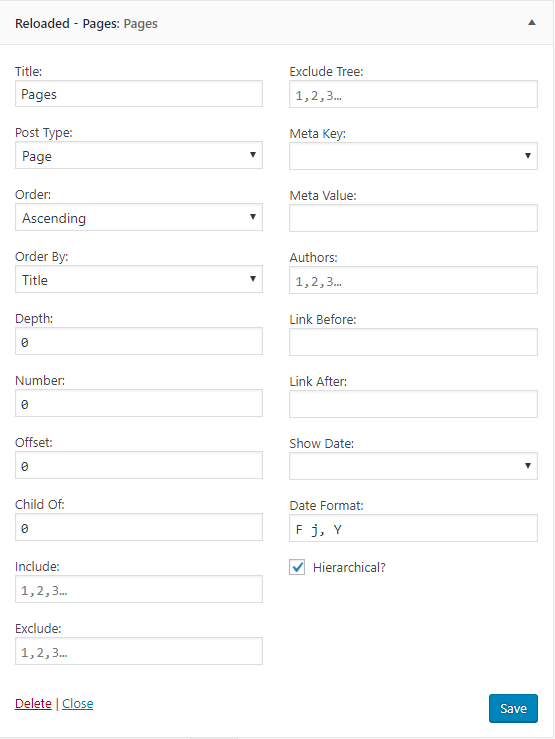 Reloaded - Pages: Pages
Title:
Pages
Post Type:
Page
Order:
Ascending
Order By:
Title
Depth:
0
Number:
0
Offset:
0
Child Of:
0
Include:
1,2,3…
Exclude:
1,2,3…
Exclude Tree:
1,2,3…
Meta Key:
Meta Value:
Authors:
1,2,3…
Link Before:
Link After:
Show Date:
Date Format:
F j, Y
Hierarchical?
Delete | Close
Save